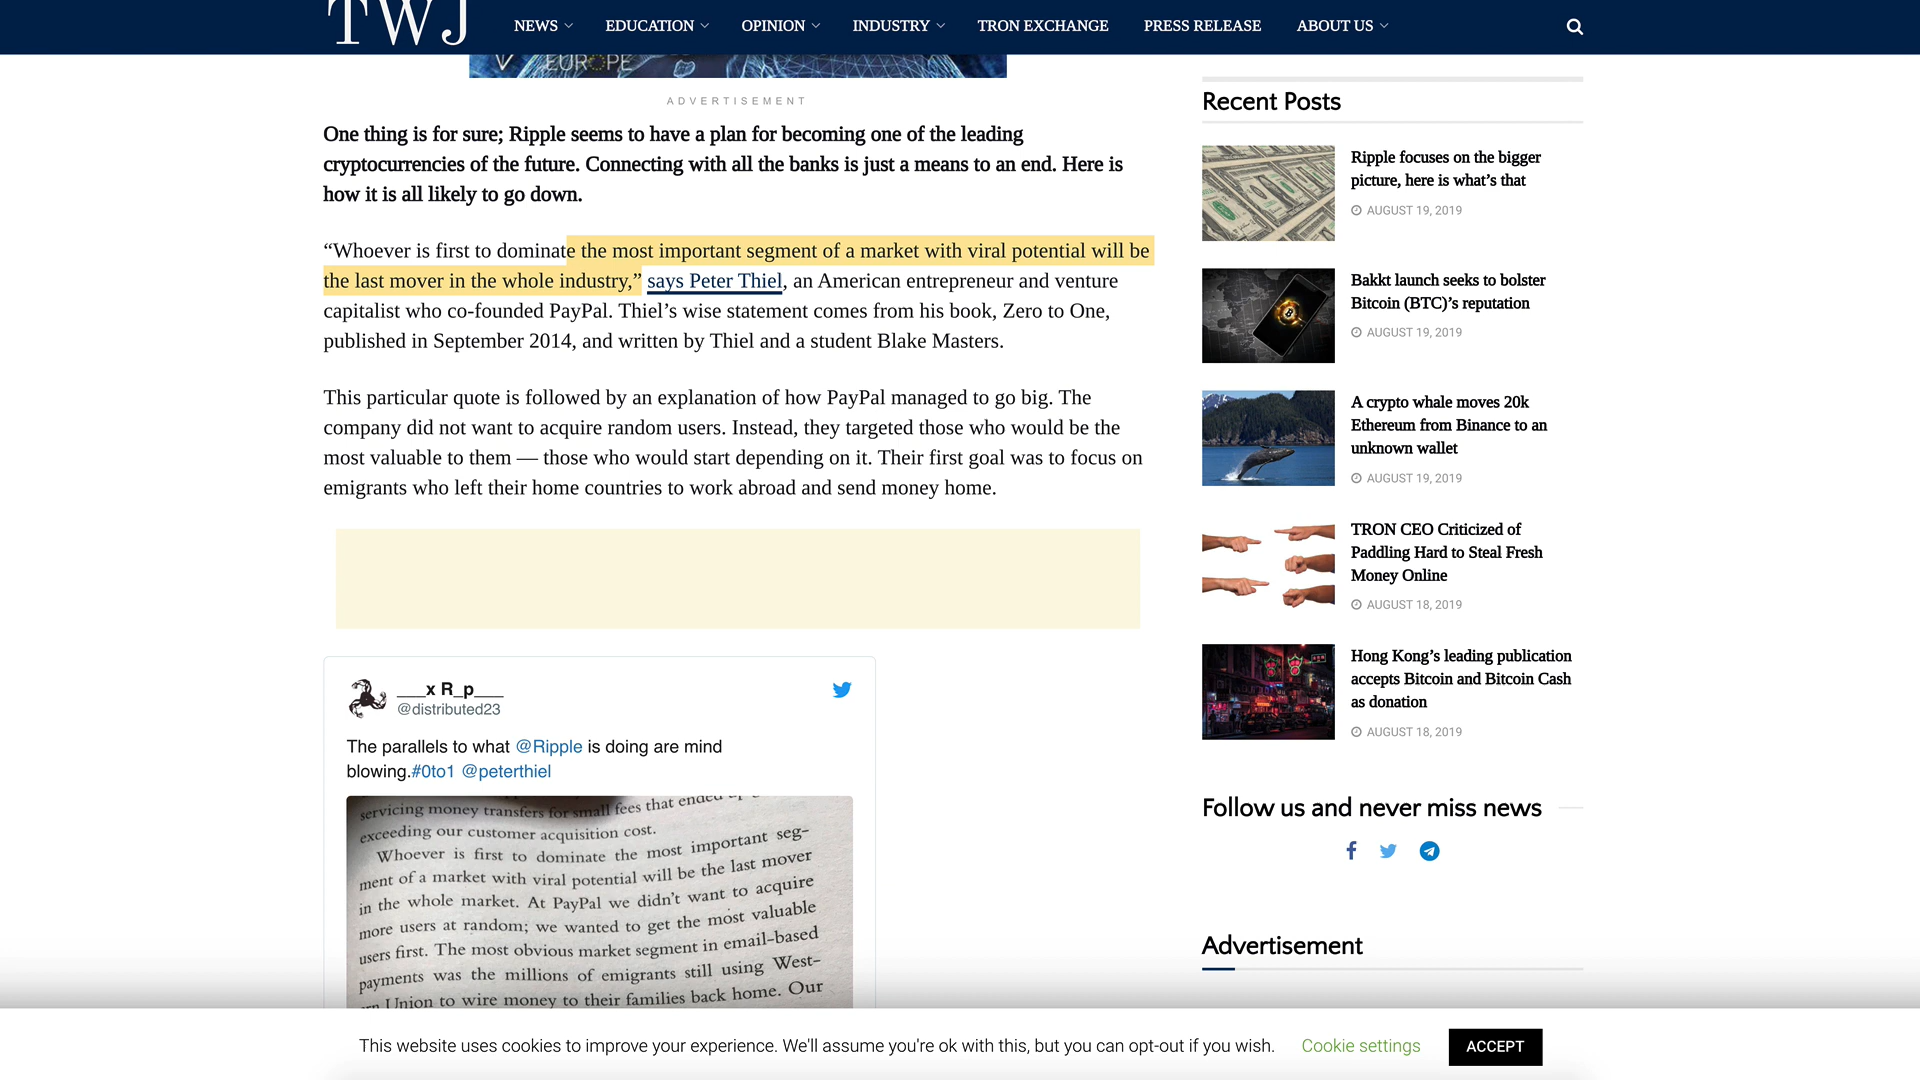 TWJ
NEWS
EDUCATION
OPINION
INDUSTRY
TRON EXCHANGE
PRESS RELEASE
ABOUT US
EUROPE
ADVERTISEMENT
One thing is for sure; Ripple seems to have a plan for becoming one of the leading
cryptocurrencies of the future. Connecting with all the banks is just a means to an end. Here is
how it is all likely to go down.
“Whoever is first to dominate the most important segment of a market with viral potential will be
the last mover in the whole industry,” says Peter Thiel, an American entrepreneur and venture
capitalist who co-founded PayPal. Thiel’s wise statement comes from his book, Zero to One,
published in September 2014, and written by Thiel and a student Blake Masters.
This particular quote is followed by an explanation of how PayPal managed to go big. The
company did not want to acquire random users. Instead, they targeted those who would be the
most valuable to them — those who would start depending on it. Their first goal was to focus on
emigrants who left their home countries to work abroad and send money home.
___x R_p___
@distributed23
The parallels to what @Ripple is doing are mind
blowing.#0to1 @peterthiel
servicing money transfers for small fees that ended
exceeding our customer acquisition cost.
Whoever is first to dominate the most important seg-
ment of a market with viral potential will be the last mover
in the whole market. At PayPal we didn’t want to acquire
more users at random; we wanted to get the most valuable
users first. The most obvious market segment in email-based
payments was the millions of emigrants still using West-
Union to wire money to their families back home. Our
Recent Posts
Ripple focuses on the bigger
picture, here is what’s that
AUGUST 19, 2019
Bakkt launch seeks to bolster
Bitcoin (BTC)’s reputation
AUGUST 19, 2019
A crypto whale moves 20k
Ethereum from Binance to an
unknown wallet
AUGUST 19, 2019
TRON CEO Criticized of
Paddling Hard to Steal Fresh
Money Online
AUGUST 18, 2019
Hong Kong’s leading publication
accepts Bitcoin and Bitcoin Cash
as donation
AUGUST 18, 2019
Follow us and never miss news
Advertisement
This website uses cookies to improve your experience. We'll assume you're ok with this, but you can opt-out if you wish. Cookie settings ACCEPT